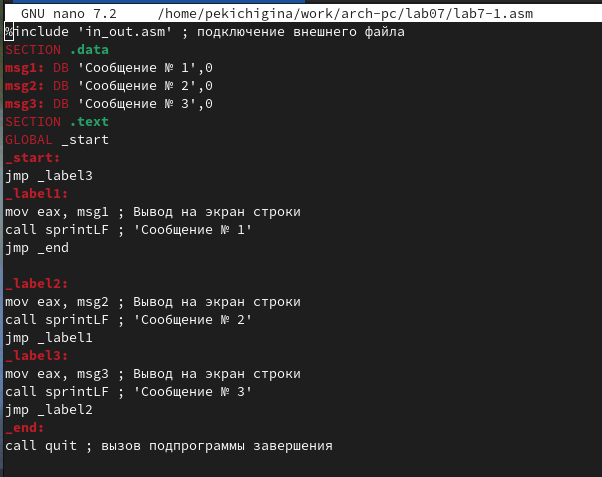 GNU nano 7.2 /home/pekichigina/work/arch-pc/lab07/lab7-1.asm
%include 'in_out.asm' ; подключение внешнего файла
SECTION .data
msg1: DB 'Сообщение № 1',0
msg2: DB 'Сообщение № 2',0
msg3: DB 'Сообщение № 3',0
SECTION .text
GLOBAL _start
_start:
jmp _label3
_label1:
mov eax, msg1 ; Вывод на экран строки
call sprintLF ; 'Сообщение № 1'
jmp _end
_label2:
mov eax, msg2 ; Вывод на экран строки
call sprintLF ; 'Сообщение № 2'
jmp _label1
_label3:
mov eax, msg3 ; Вывод на экран строки
call sprintLF ; 'Сообщение № 3'
jmp _label2
_end:
call quit ; вызов подпрограммы завершения